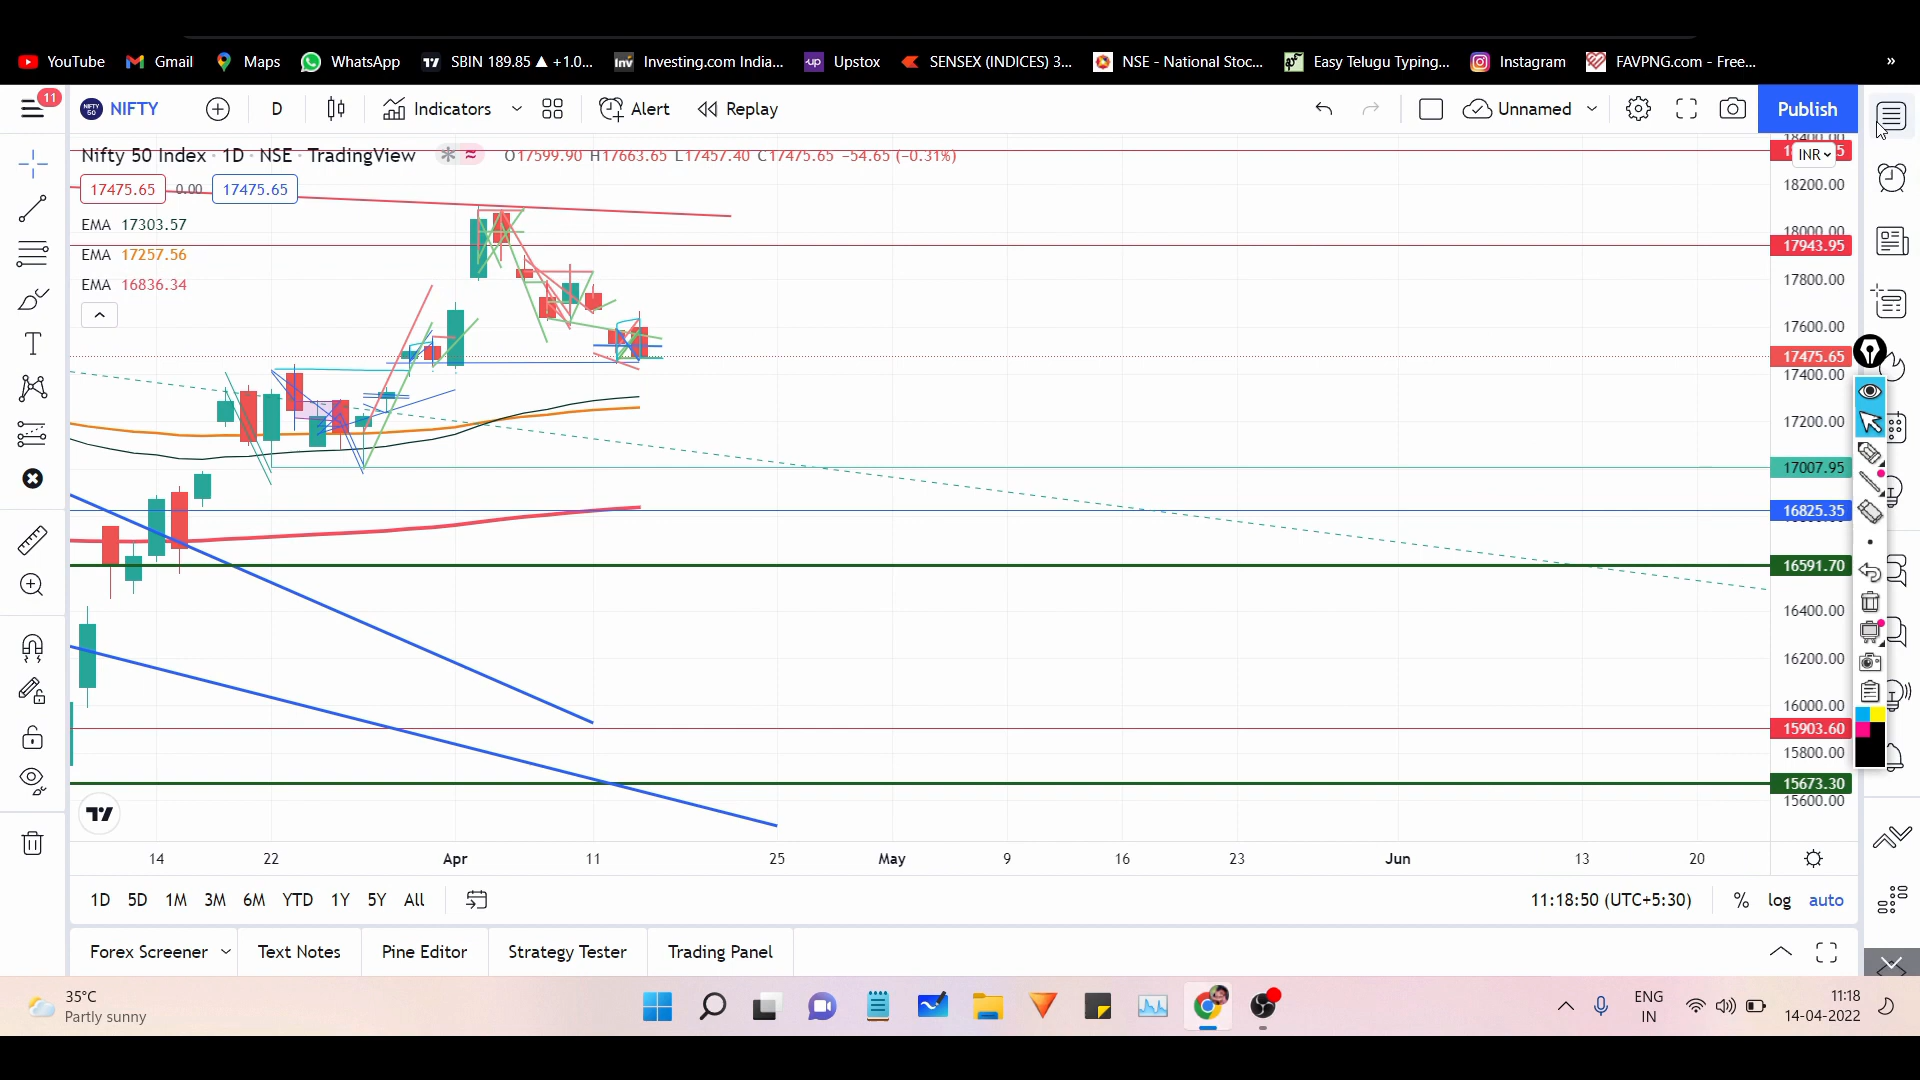 YouTube Gmail Maps WhatsApp SBIN 189.85 ▲ +1.0... Investing.com India... Upstox SENSEX (INDICES) 3... NSE - National Stoc... Easy Telugu Typing... Instagram FAVPNG.com - Free... »
11
NIFTY D Indicators Alert Replay Unnamed Publish
Nifty 50 Index · 1D · NSE · TradingView O17599.90 H17663.65 L17457.40 C17475.65 −54.65 (−0.31%)
INR
17475.65 0.00 17475.65
EMA 17303.57
EMA 17257.56
EMA 16836.34
18200.00
18000.00
17943.95
17800.00
17600.00
17475.65
17400.00
17200.00
17007.95
16825.35
16591.70
16400.00
16200.00
16000.00
15903.60
15800.00
15673.30
15600.00
14 22 Apr 11 25 May 9 16 23 Jun 13 20
1D 5D 1M 3M 6M YTD 1Y 5Y All 11:18:50 (UTC+5:30) % log auto
Forex Screener Text Notes Pine Editor Strategy Tester Trading Panel
35°C
Partly sunny
ENG
IN
11:18
14-04-2022